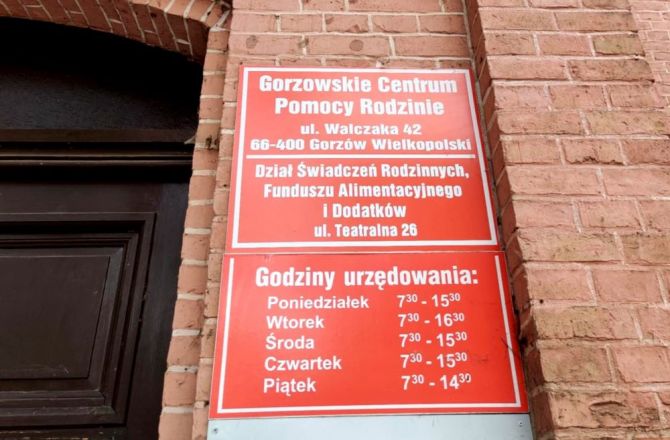 Gorzowskie Centrum
Pomocy Rodzinie
ul. Walczaka 42
66-400 Gorzów Wielkopolski
Dział Świadczeń Rodzinnych,
Funduszu Alimentacyjnego
i Dodatków
ul. Teatralna 26
Godziny urzędowania:
Poniedziałek 7³⁰ - 15³⁰
Wtorek 7³⁰ - 16³⁰
Środa 7³⁰ - 15³⁰
Czwartek 7³⁰ - 15³⁰
Piątek 7³⁰ - 14³⁰